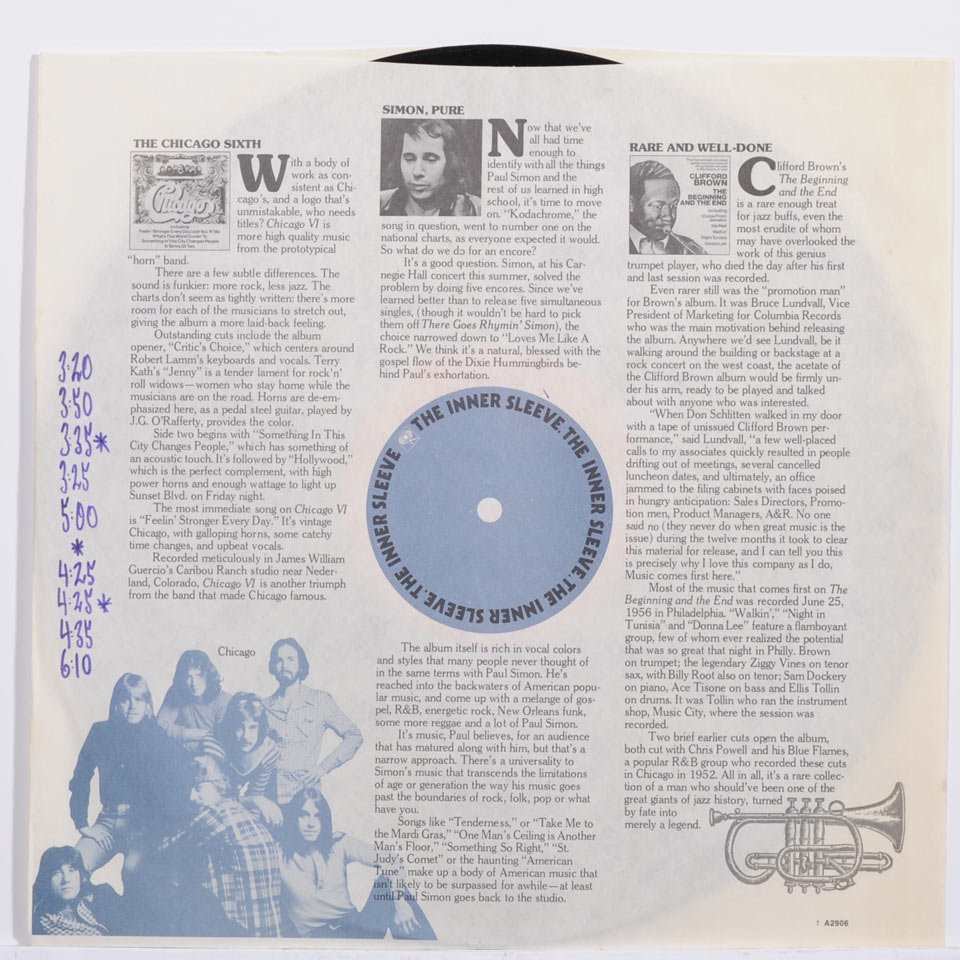 THE CHICAGO SIXTH
Chicago
including:
Feelin' Stronger Every Day/Just You 'N' Me
What's This World Comin' To
Something In This City Changes People
In Terms Of Two
With a body of
work as con-
sistent as Chi-
cago's, and a logo that's
unmistakable, who needs
titles? Chicago VI is
more high quality music
from the prototypical
"horn" band.
There are a few subtle differences. The
sound is funkier: more rock, less jazz. The
charts don't seem as tightly written: there's more
room for each of the musicians to stretch out,
giving the album a more laid-back feeling.
Outstanding cuts include the album
opener, "Critic's Choice," which centers around
Robert Lamm's keyboards and vocals. Terry
Kath's "Jenny" is a tender lament for rock'n'
roll widows—women who stay home while the
musicians are on the road. Horns are de-em-
phasized here, as a pedal steel guitar, played by
J.G. O'Rafferty, provides the color.
Side two begins with "Something In This
City Changes People," which has something of
an acoustic touch. It's followed by "Hollywood,"
which is the perfect complement, with high
power horns and enough wattage to light up
Sunset Blvd. on Friday night.
The most immediate song on Chicago VI
is "Feelin' Stronger Every Day." It's vintage
Chicago, with galloping horns, some catchy
time changes, and upbeat vocals.
Recorded meticulously in James William
Guercio's Caribou Ranch studio near Neder-
land, Colorado, Chicago VI is another triumph
from the band that made Chicago famous.
3:20
3:50
3:35*
3:25
5:00
*
4:25
4:25*
4:35
6:10
Chicago
SIMON, PURE
Now that we've
all had time
enough to
identify with all the things
Paul Simon and the
rest of us learned in high
school, it's time to move
on. "Kodachrome," the
song in question, went to number one on the
national charts, as everyone expected it would.
So what do we do for an encore?
It's a good question. Simon, at his Car-
negie Hall concert this summer, solved the
problem by doing five encores. Since we've
learned better than to release five simultaneous
singles, (though it wouldn't be hard to pick
them off There Goes Rhymin' Simon), the
choice narrowed down to "Loves Me Like A
Rock." We think it's a natural, blessed with the
gospel flow of the Dixie Hummingbirds be-
hind Paul's exhortation.
THE INNER SLEEVE. THE INNER SLEEVE. THE INNER SLEEVE. THE INNER SLEEVE
The album itself is rich in vocal colors
and styles that many people never thought of
in the same terms with Paul Simon. He's
reached into the backwaters of American popu-
lar music, and come up with a melange of gos-
pel, R&B, energetic rock, New Orleans funk,
some more reggae and a lot of Paul Simon.
It's music, Paul believes, for an audience
that has matured along with him, but that's a
narrow approach. There's a universality to
Simon's music that transcends the limitations
of age or generation the way his music goes
past the boundaries of rock, folk, pop or what
have you.
Songs like "Tenderness," or "Take Me to
the Mardi Gras," "One Man's Ceiling is Another
Man's Floor," "Something So Right," "St.
Judy's Comet" or the haunting "American
Tune" make up a body of American music that
isn't likely to be surpassed for awhile—at least
until Paul Simon goes back to the studio.
RARE AND WELL-DONE
CLIFFORD
BROWN
THE
BEGINNING
AND THE END
including:
I Come From
Jamaica
Ida Red
Walkin'
Night Tunisia
Donna Lee
Clifford Brown's
The Beginning
and the End
is a rare enough treat
for jazz buffs, even the
most erudite of whom
may have overlooked the
work of this genius
trumpet player, who died the day after his first
and last session was recorded.
Even rarer still was the "promotion man"
for Brown's album. It was Bruce Lundvall, Vice
President of Marketing for Columbia Records
who was the main motivation behind releasing
the album. Anywhere we'd see Lundvall, be it
walking around the building or backstage at a
rock concert on the west coast, the acetate of
the Clifford Brown album would be firmly un-
der his arm, ready to be played and talked
about with anyone who was interested.
"When Don Schlitten walked in my door
with a tape of unissued Clifford Brown per-
formance," said Lundvall, "a few well-placed
calls to my associates quickly resulted in people
drifting out of meetings, several cancelled
luncheon dates, and ultimately, an office
jammed to the filing cabinets with faces poised
in hungry anticipation: Sales Directors, Promo-
tion men, Product Managers, A&R. No one
said no (they never do when great music is the
issue) during the twelve months it took to clear
this material for release, and I can tell you this
is precisely why I love this company as I do,
Music comes first here."
Most of the music that comes first on The
Beginning and the End was recorded June 25,
1956 in Philadelphia. "Walkin'," "Night in
Tunisia" and "Donna Lee" feature a flamboyant
group, few of whom ever realized the potential
that was so great that night in Philly. Brown
on trumpet; the legendary Ziggy Vines on tenor
sax, with Billy Root also on tenor; Sam Dockery
on piano, Ace Tisone on bass and Ellis Tollin
on drums. It was Tollin who ran the instrument
shop, Music City, where the session was
recorded.
Two brief earlier cuts open the album,
both cut with Chris Powell and his Blue Flames,
a popular R&B group who recorded these cuts
in Chicago in 1952. All in all, it's a rare collec-
tion of a man who should've been one of the
great giants of jazz history, turned
by fate into
merely a legend.
7 A2906